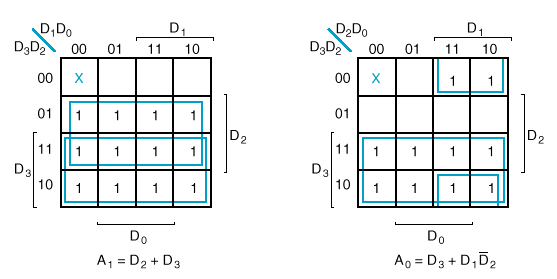 D₁D₀
D₃D₂
D₁
00 01 11 10
00 X
01 1 1 1 1
11 1 1 1 1
10 1 1 1 1
D₂
D₃
D₀
A₁ = D₂ + D₃
D₂D₀
D₃D₂
D₁
00 01 11 10
00 X 1 1
01
11 1 1 1 1
10 1 1 1 1
D₂
D₃
D₀
A₀ = D₃ + D₁D̅₂